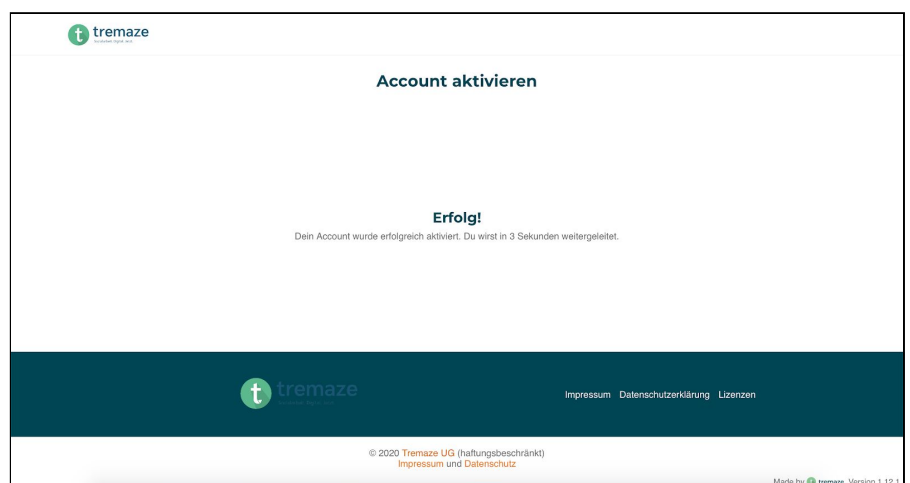 tremaze
Account aktivieren
Erfolg!
Dein Account wurde erfolgreich aktiviert. Du wirst in 3 Sekunden weitergeleitet.
tremaze
Impressum Datenschutzerklärung Lizenzen
© 2020 Tremaze UG (haftungsbeschränkt)
Impressum und Datenschutz
Made by tremaze Version 1.12.1